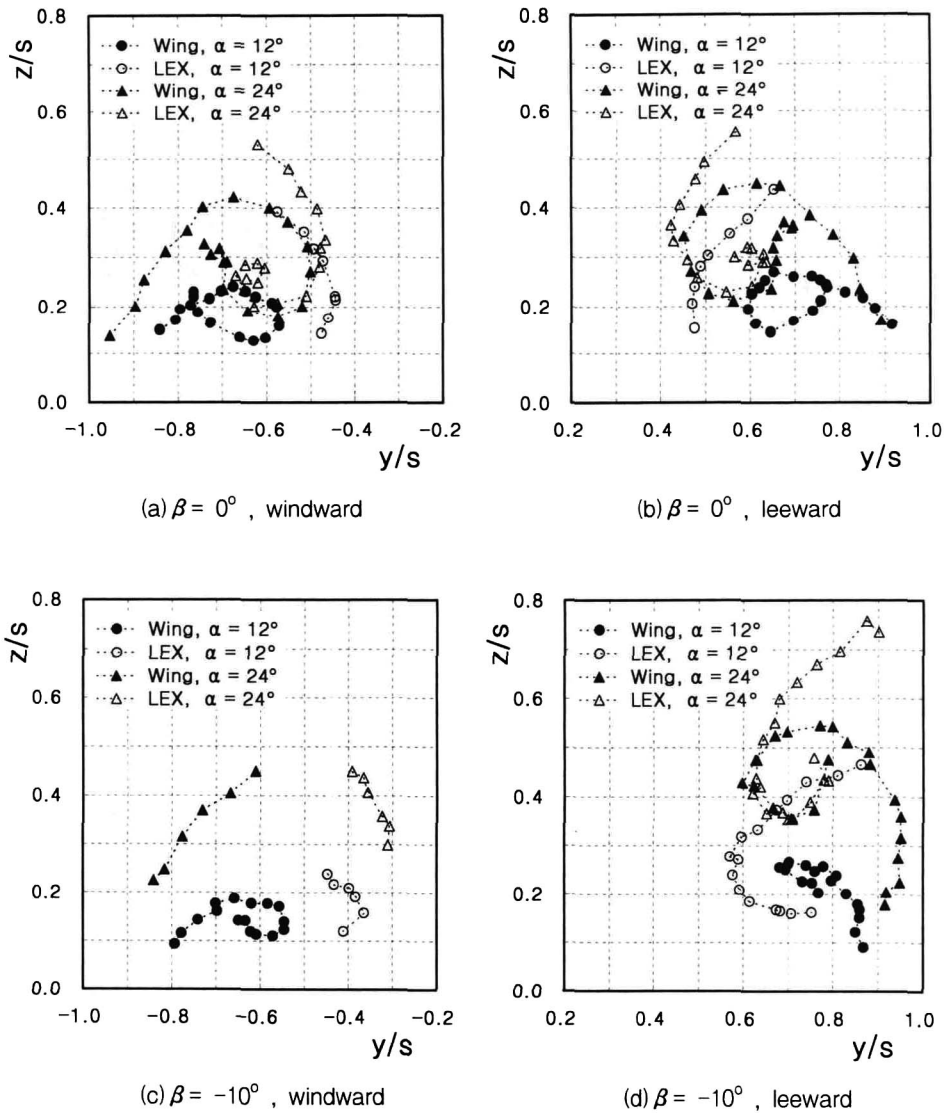 0.8
z/s
Wing, α = 12°
LEX, α = 12°
Wing, α = 24°
LEX, α = 24°
0.6
0.4
0.2
0.0
−1.0 −0.8 −0.6 −0.4 −0.2
y/s
(a) β = 0° , windward
0.8
z/s
Wing, α = 12°
LEX, α = 12°
Wing, α = 24°
LEX, α = 24°
0.6
0.4
0.2
0.0
0.2 0.4 0.6 0.8 1.0
y/s
(b) β = 0° , leeward
0.8
z/s
Wing, α = 12°
LEX, α = 12°
Wing, α = 24°
LEX, α = 24°
0.6
0.4
0.2
0.0
−1.0 −0.8 −0.6 −0.4 −0.2
y/s
(c) β = −10° , windward
0.8
z/s
Wing, α = 12°
LEX, α = 12°
Wing, α = 24°
LEX, α = 24°
0.6
0.4
0.2
0.0
0.2 0.4 0.6 0.8 1.0
y/s
(d) β = −10° , leeward